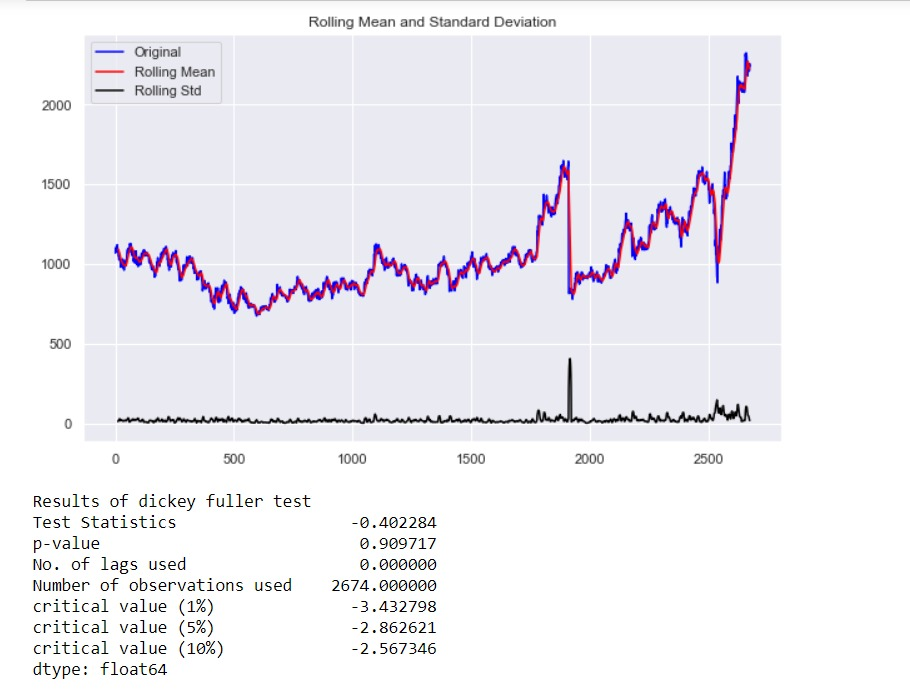 Rolling Mean and Standard Deviation
Original
Rolling Mean
Rolling Std
2000
1500
1000
500
0
0 500 1000 1500 2000 2500
Results of dickey fuller test
Test Statistics -0.402284
p-value 0.909717
No. of lags used 0.000000
Number of observations used 2674.000000
critical value (1%) -3.432798
critical value (5%) -2.862621
critical value (10%) -2.567346
dtype: float64